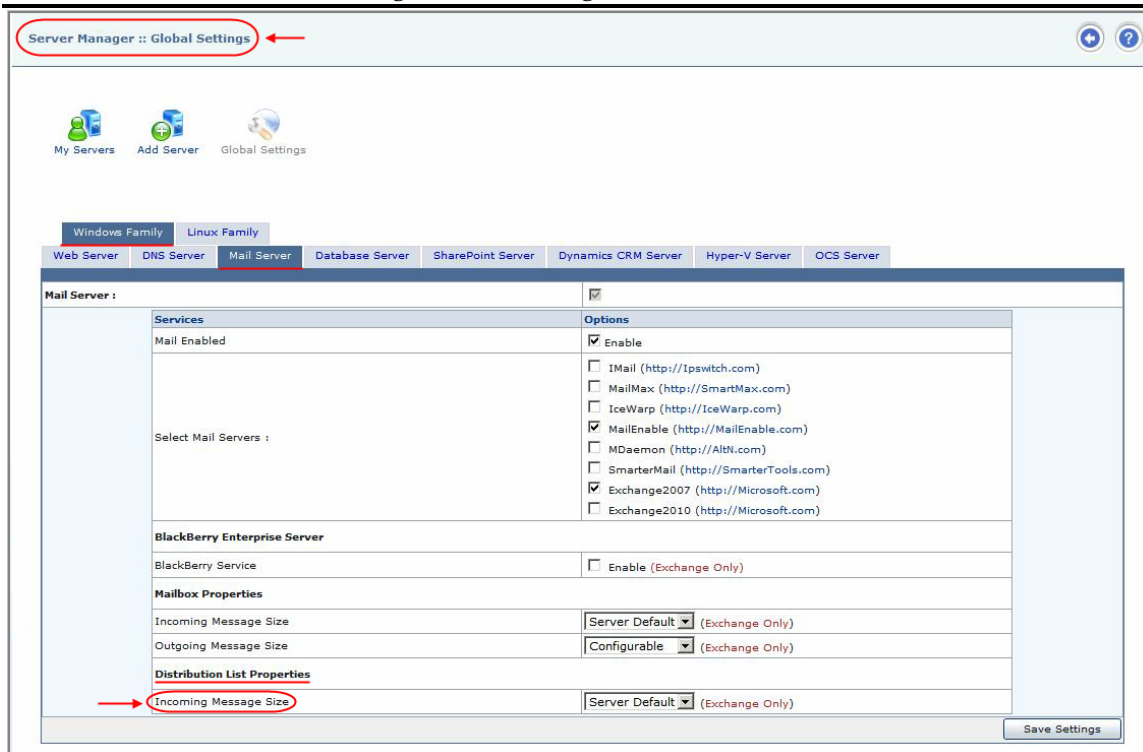 Server Manager :: Global Settings
My Servers Add Server Global Settings
Windows Family Linux Family
Web Server DNS Server Mail Server Database Server SharePoint Server Dynamics CRM Server Hyper-V Server OCS Server
Mail Server :
Services Options
Mail Enabled Enable
IMail (http://Ipswitch.com)
MailMax (http://SmartMax.com)
IceWarp (http://IceWarp.com)
Select Mail Servers : MailEnable (http://MailEnable.com)
MDaemon (http://AltN.com)
SmarterMail (http://SmarterTools.com)
Exchange2007 (http://Microsoft.com)
Exchange2010 (http://Microsoft.com)
BlackBerry Enterprise Server
BlackBerry Service Enable (Exchange Only)
Mailbox Properties
Incoming Message Size Server Default (Exchange Only)
Outgoing Message Size Configurable (Exchange Only)
Distribution List Properties
Incoming Message Size Server Default (Exchange Only)
Save Settings